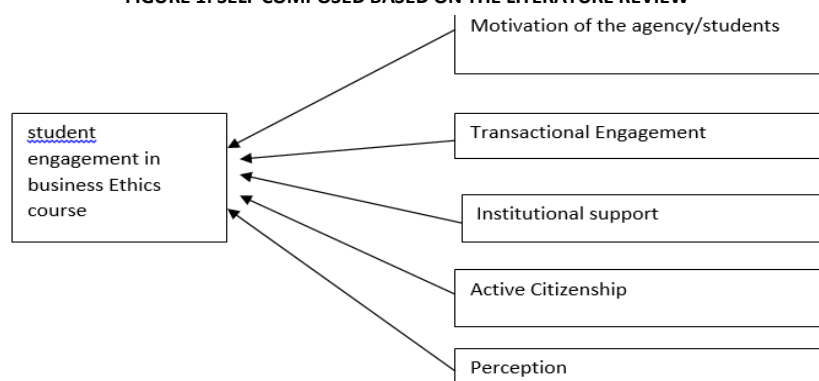 FIGURE 1: SELF COMPOSED BASED ON THE LITERATURE REVIEW
Motivation of the agency/students
student
engagement in
business Ethics
course
Transactional Engagement
Institutional support
Active Citizenship
Perception